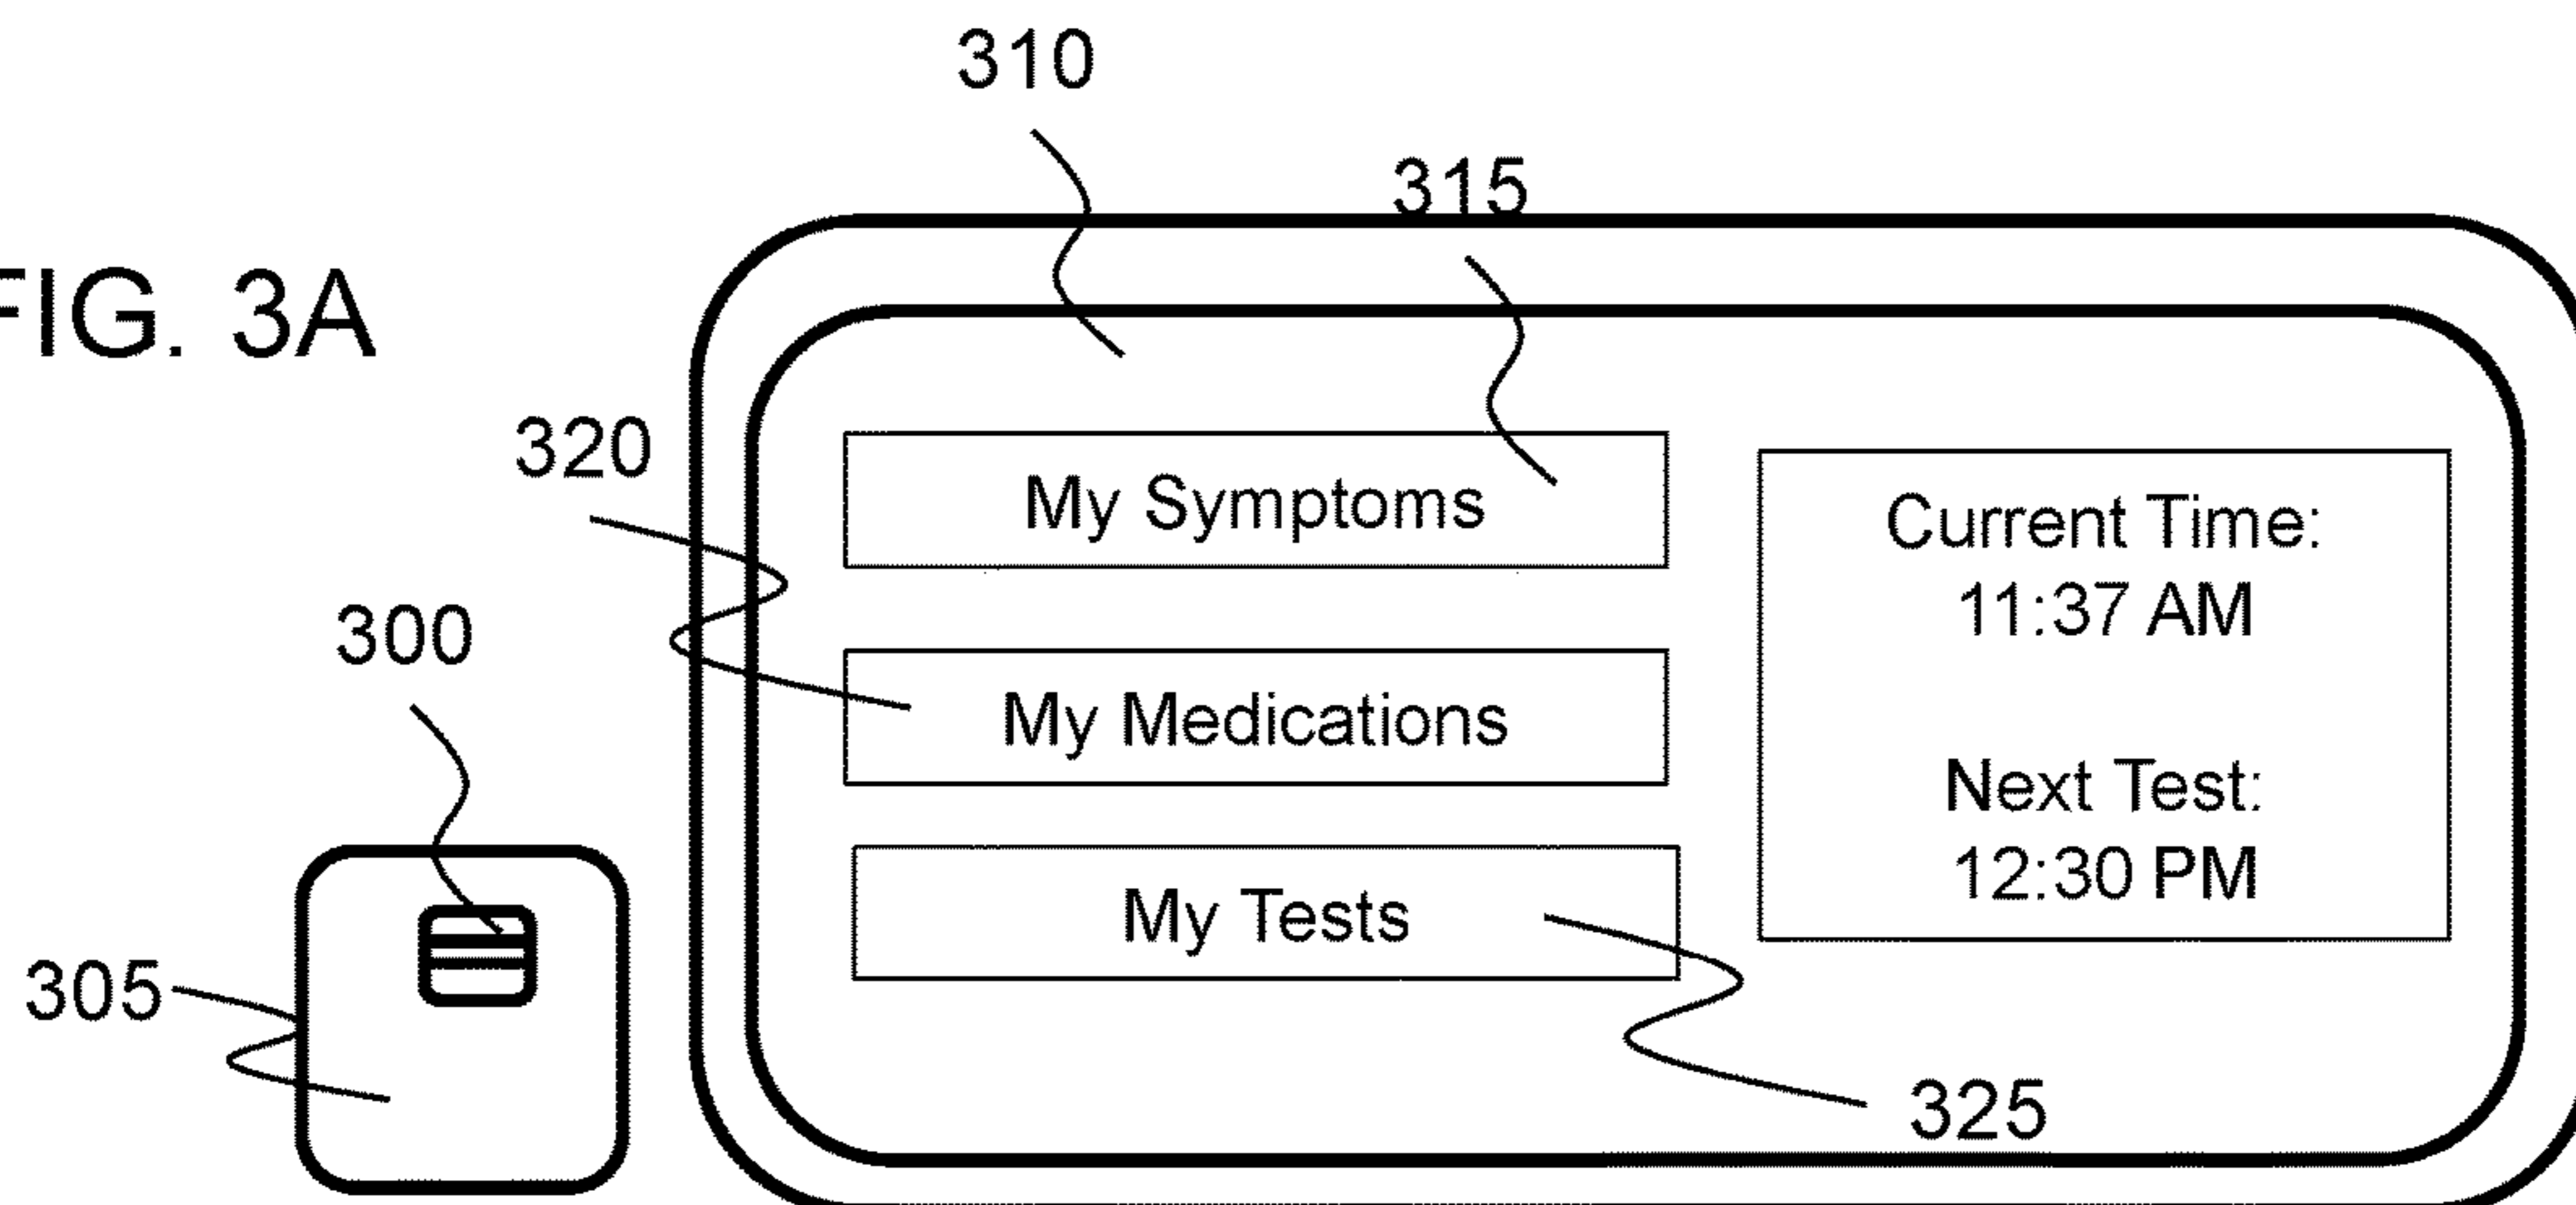 310
315
FIG. 3A
320
My Symptoms
Current Time:
11:37 AM
300
My Medications
Next Test:
12:30 PM
My Tests
305
325